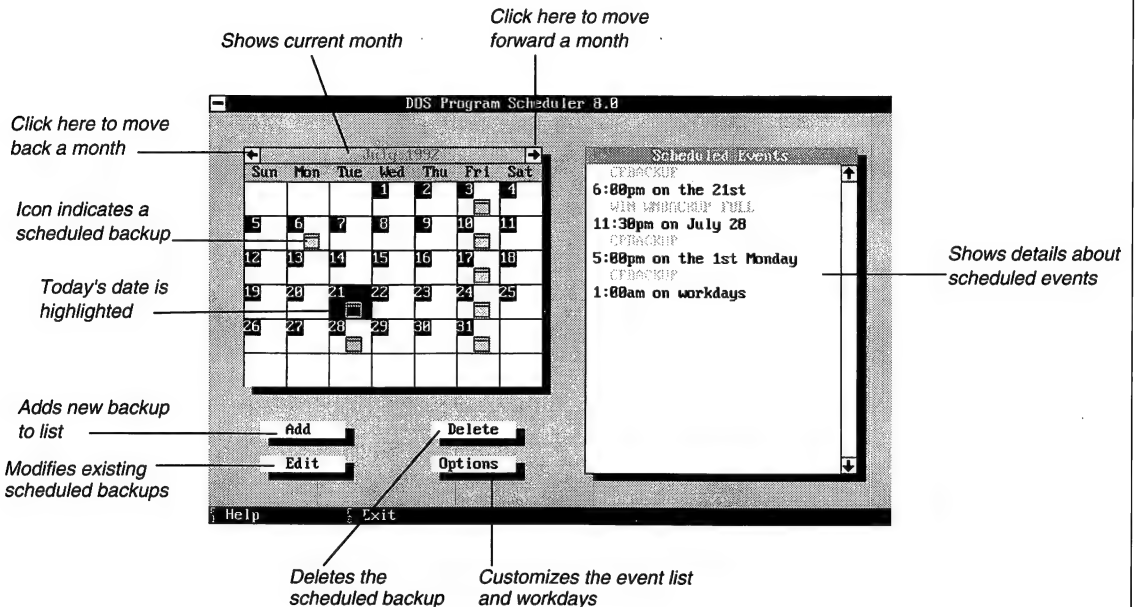 Click here to move
forward a month
Shows current month
DOS Program Scheduler 8.0
Click here to move
back a month
July 1992
Sun Mon Tue Wed Thu Fri Sat
1 2 3 4
5 6 7 8 9 10 11
12 13 14 15 16 17 18
19 20 21 22 23 24 25
26 27 28 29 30 31
Icon indicates a
scheduled backup
Today's date is
highlighted
Scheduled Events
CPBACKUP
6:00pm on the 21st
WIN WNBACKUP FULL
11:30pm on July 28
CPBACKUP
5:00pm on the 1st Monday
CPBACKUP
1:00am on workdays
Shows details about
scheduled events
Adds new backup
to list
Add
Delete
Modifies existing
scheduled backups
Edit
Options
Help Exit
Deletes the
scheduled backup
Customizes the event list
and workdays